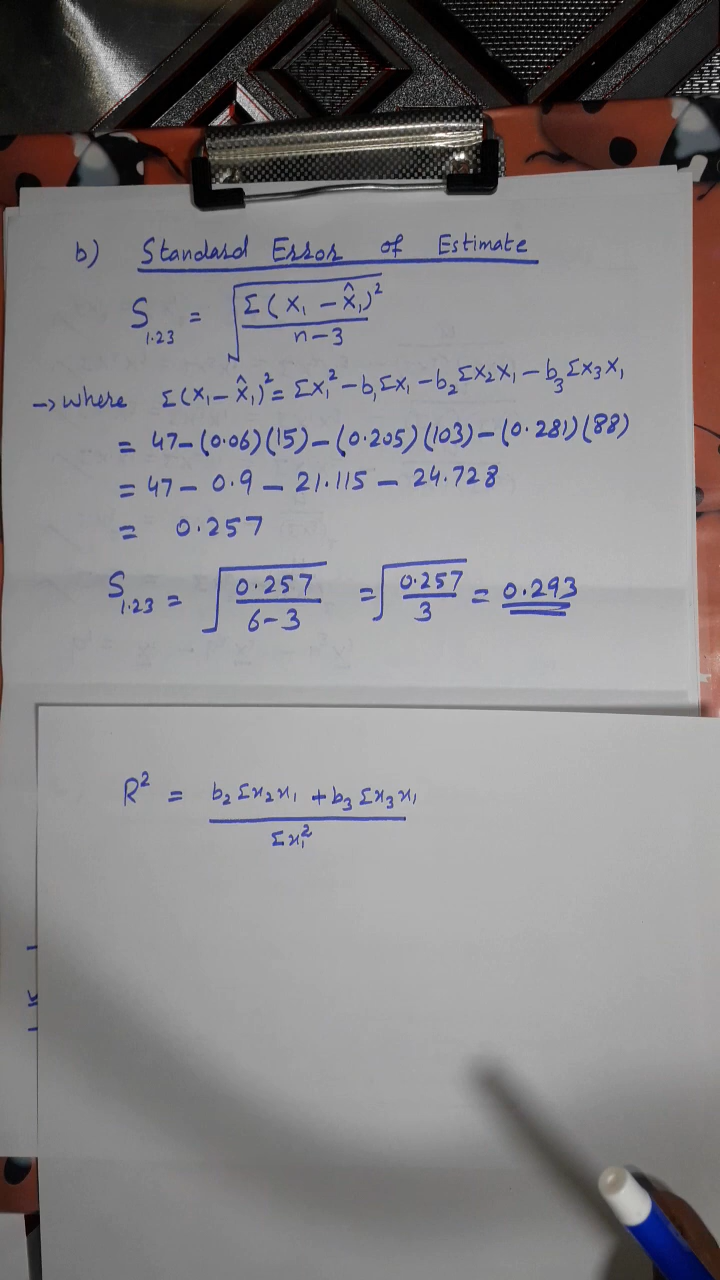 b) Standard Error of Estimate
S₁.₂₃ = √(Σ(X₁ − X̂₁)² / n−3)
→ where Σ(X₁ − X̂₁)² = ΣX₁² − b₁ΣX₁ − b₂ΣX₂X₁ − b₃ΣX₃X₁
= 47 − (0.06)(15) − (0.205)(103) − (0.281)(88)
= 47 − 0.9 − 21.115 − 24.728
= 0.257
S₁.₂₃ = √(0.257 / 6−3) = √(0.257 / 3) = 0.293
R² = b₂Σx₂x₁ + b₃Σx₃x₁ / Σx₁²